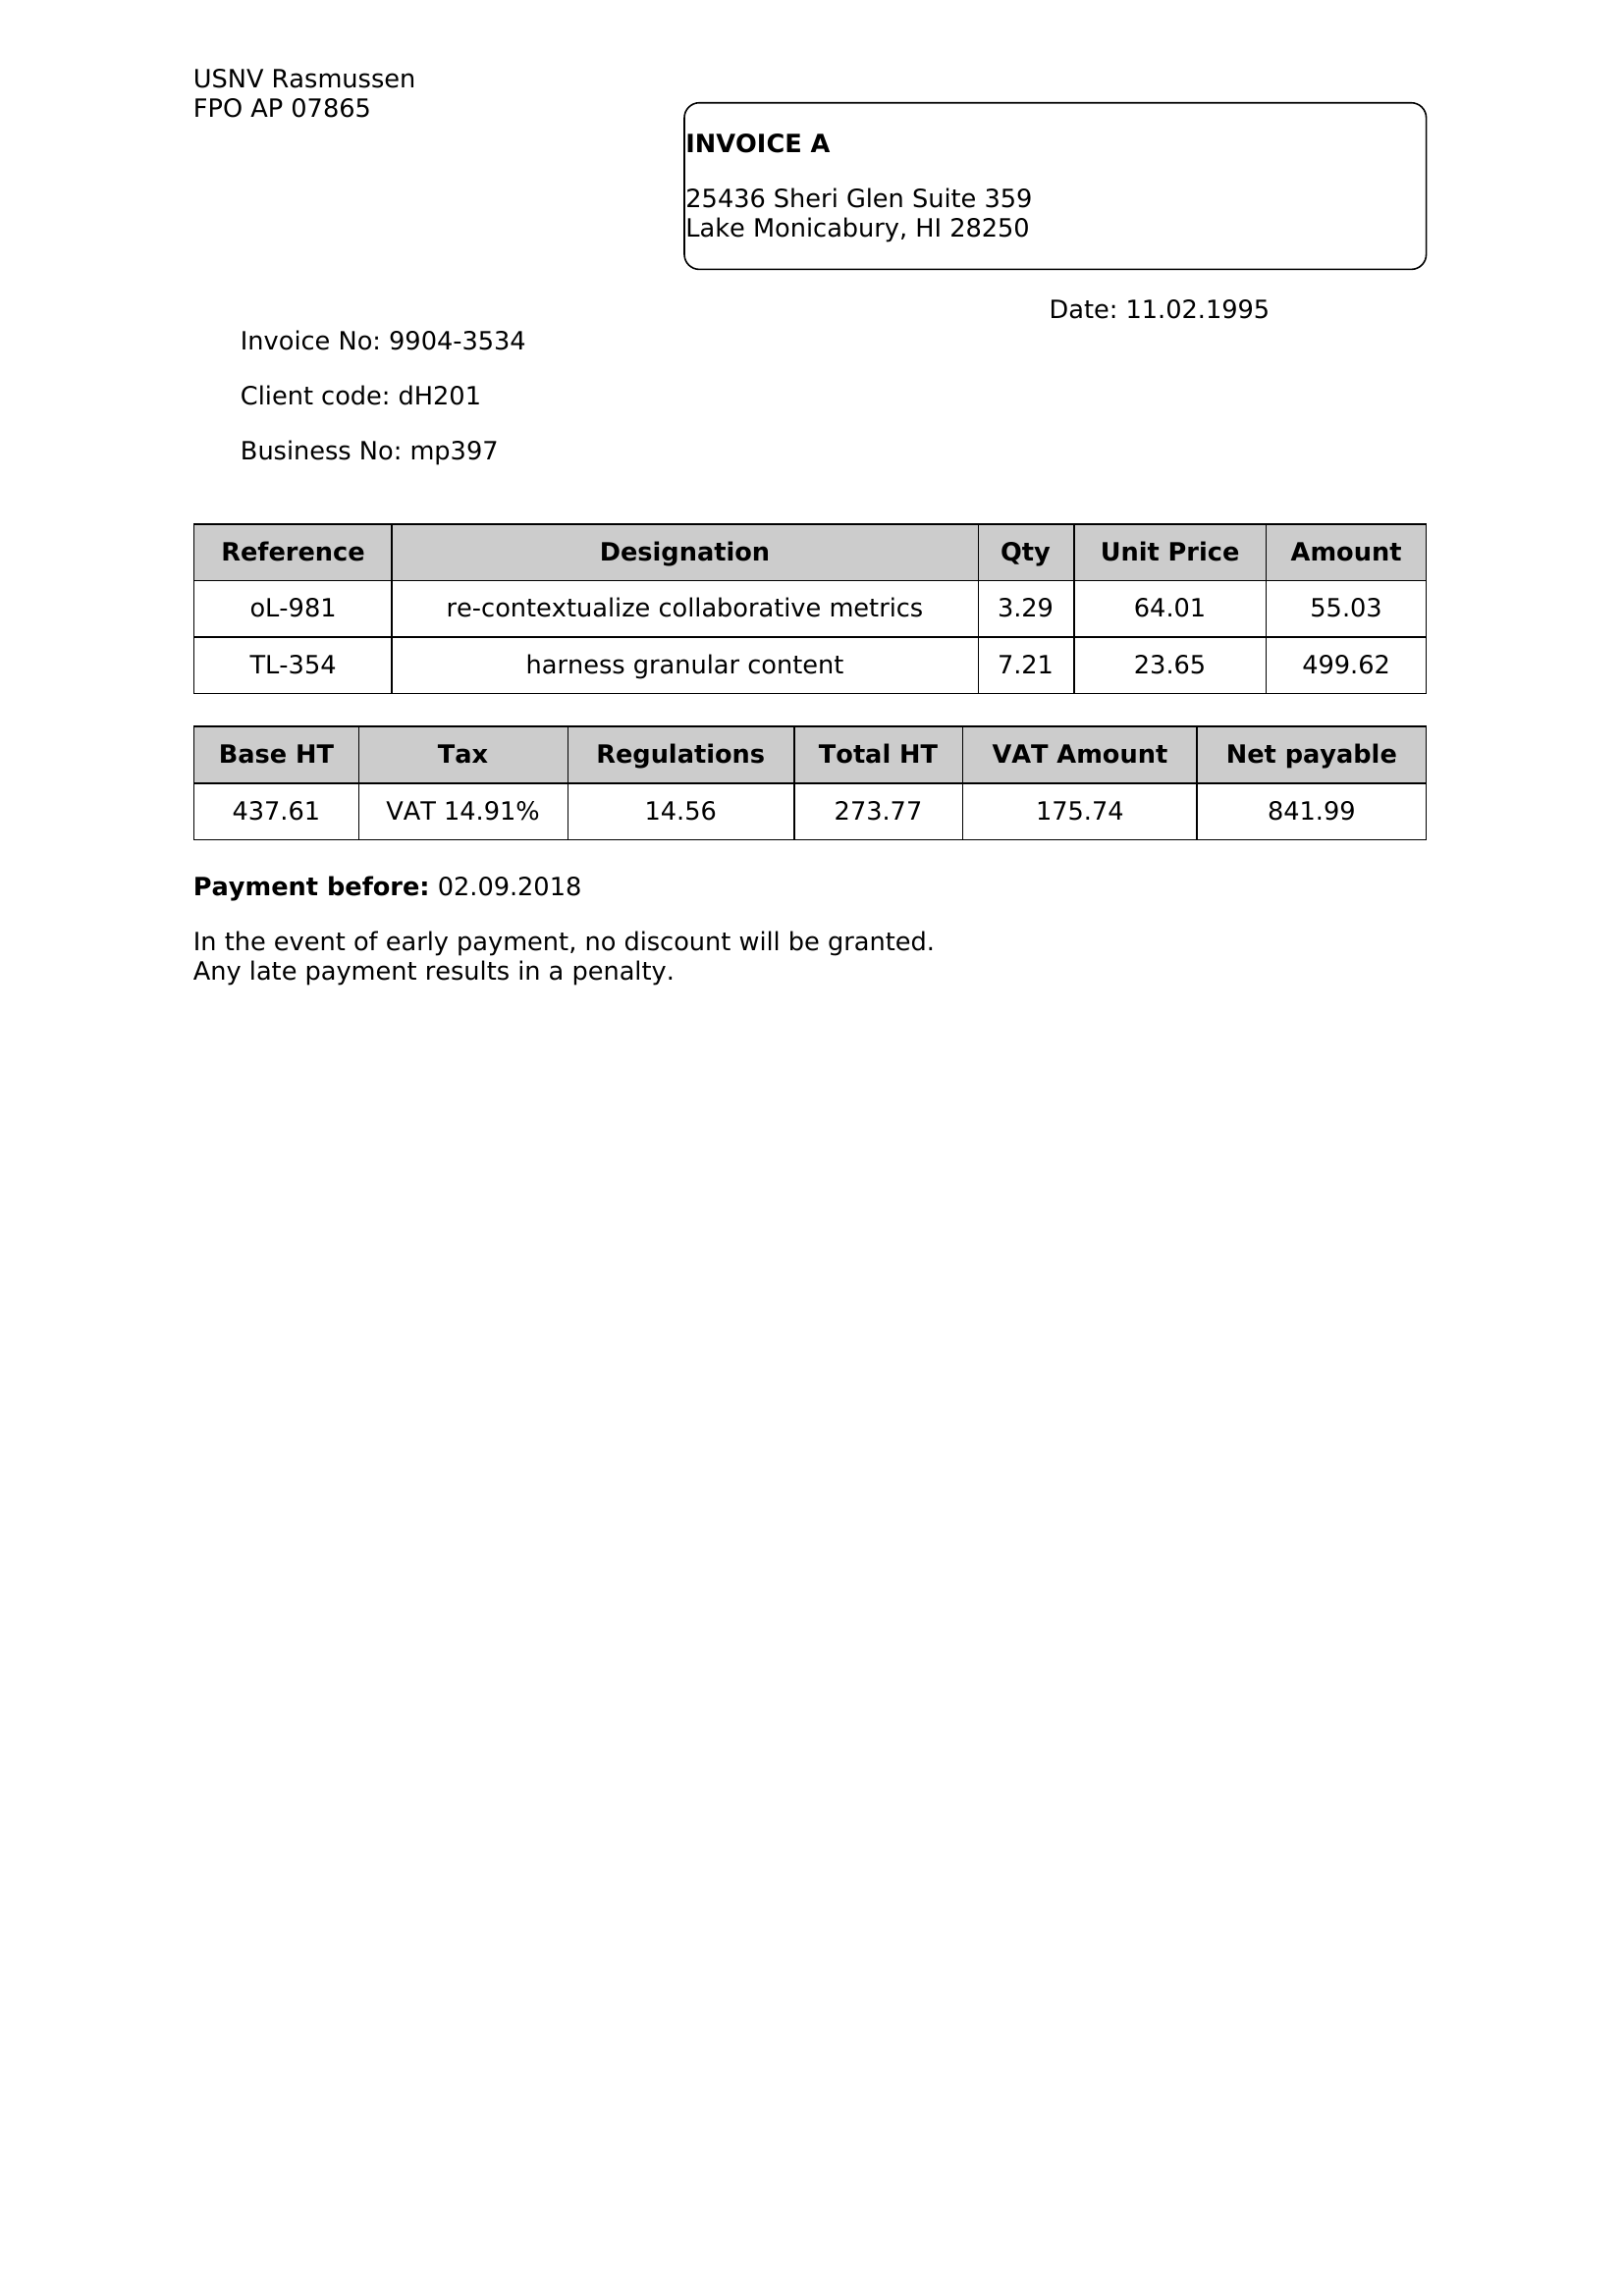 USNV Rasmussen
FPO AP 07865
INVOICE A
25436 Sheri Glen Suite 359
Lake Monicabury, HI 28250
Date: 11.02.1995
Invoice No: 9904-3534
Client code: dH201
Business No: mp397
Reference Designation Qty Unit Price Amount
oL-981 re-contextualize collaborative metrics 3.29 64.01 55.03
TL-354 harness granular content 7.21 23.65 499.62
Base HT Tax Regulations Total HT VAT Amount Net payable
437.61 VAT 14.91% 14.56 273.77 175.74 841.99
Payment before: 02.09.2018
In the event of early payment, no discount will be granted.
Any late payment results in a penalty.